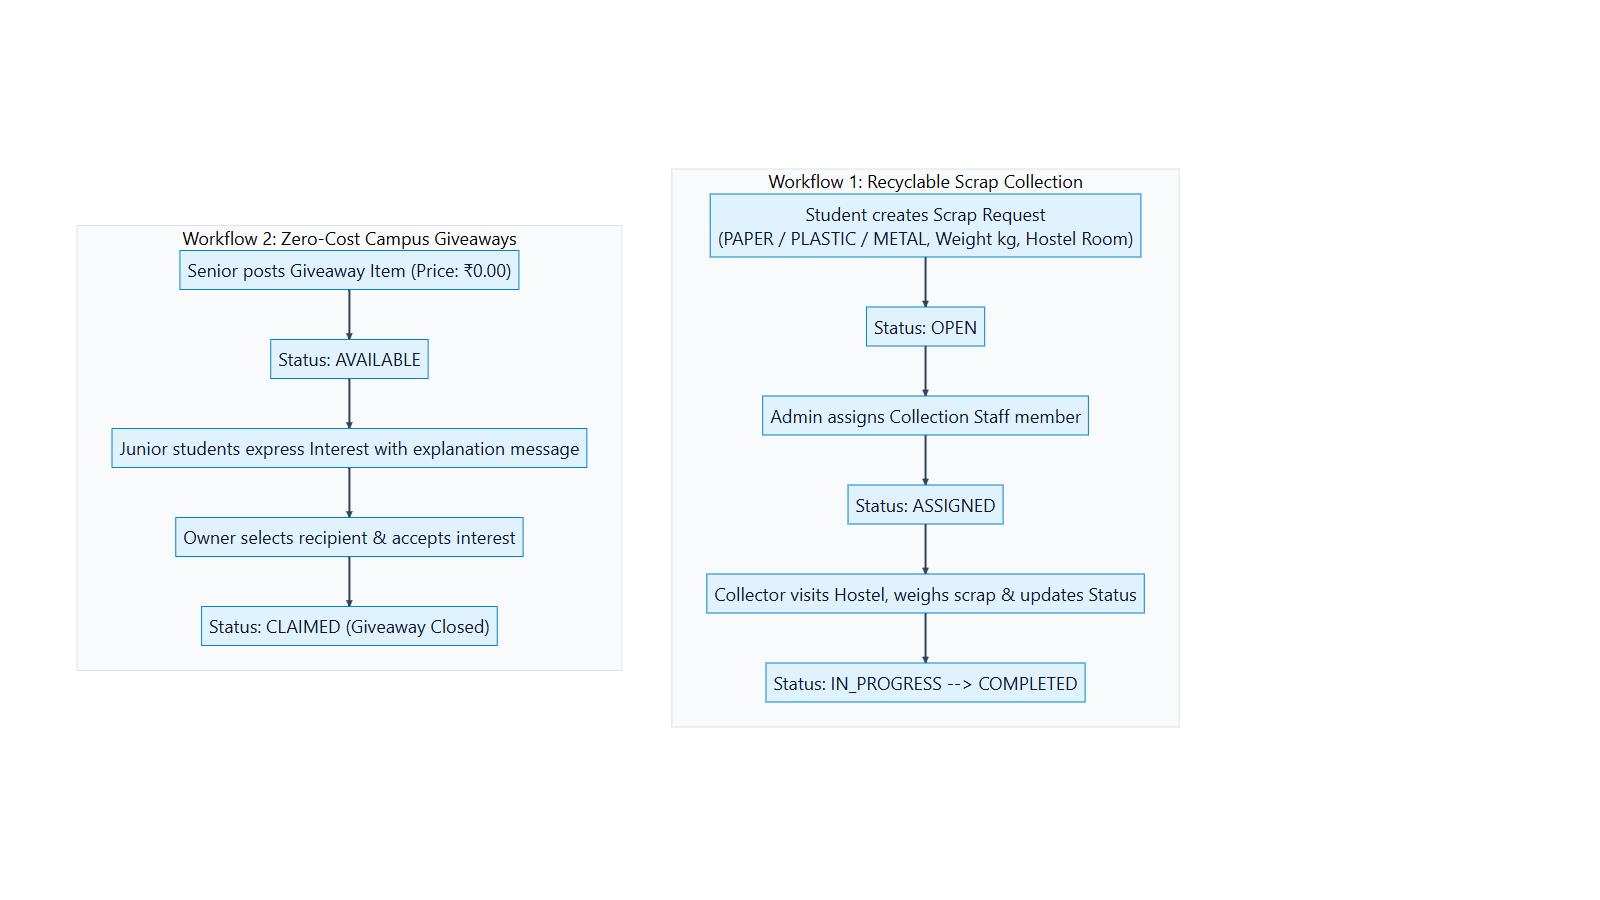 Workflow 2: Zero-Cost Campus Giveaways
Senior posts Giveaway Item (Price: ₹0.00)
Status: AVAILABLE
Junior students express Interest with explanation message
Owner selects recipient & accepts interest
Status: CLAIMED (Giveaway Closed)
Workflow 1: Recyclable Scrap Collection
Student creates Scrap Request
(PAPER / PLASTIC / METAL, Weight kg, Hostel Room)
Status: OPEN
Admin assigns Collection Staff member
Status: ASSIGNED
Collector visits Hostel, weighs scrap & updates Status
Status: IN_PROGRESS --> COMPLETED